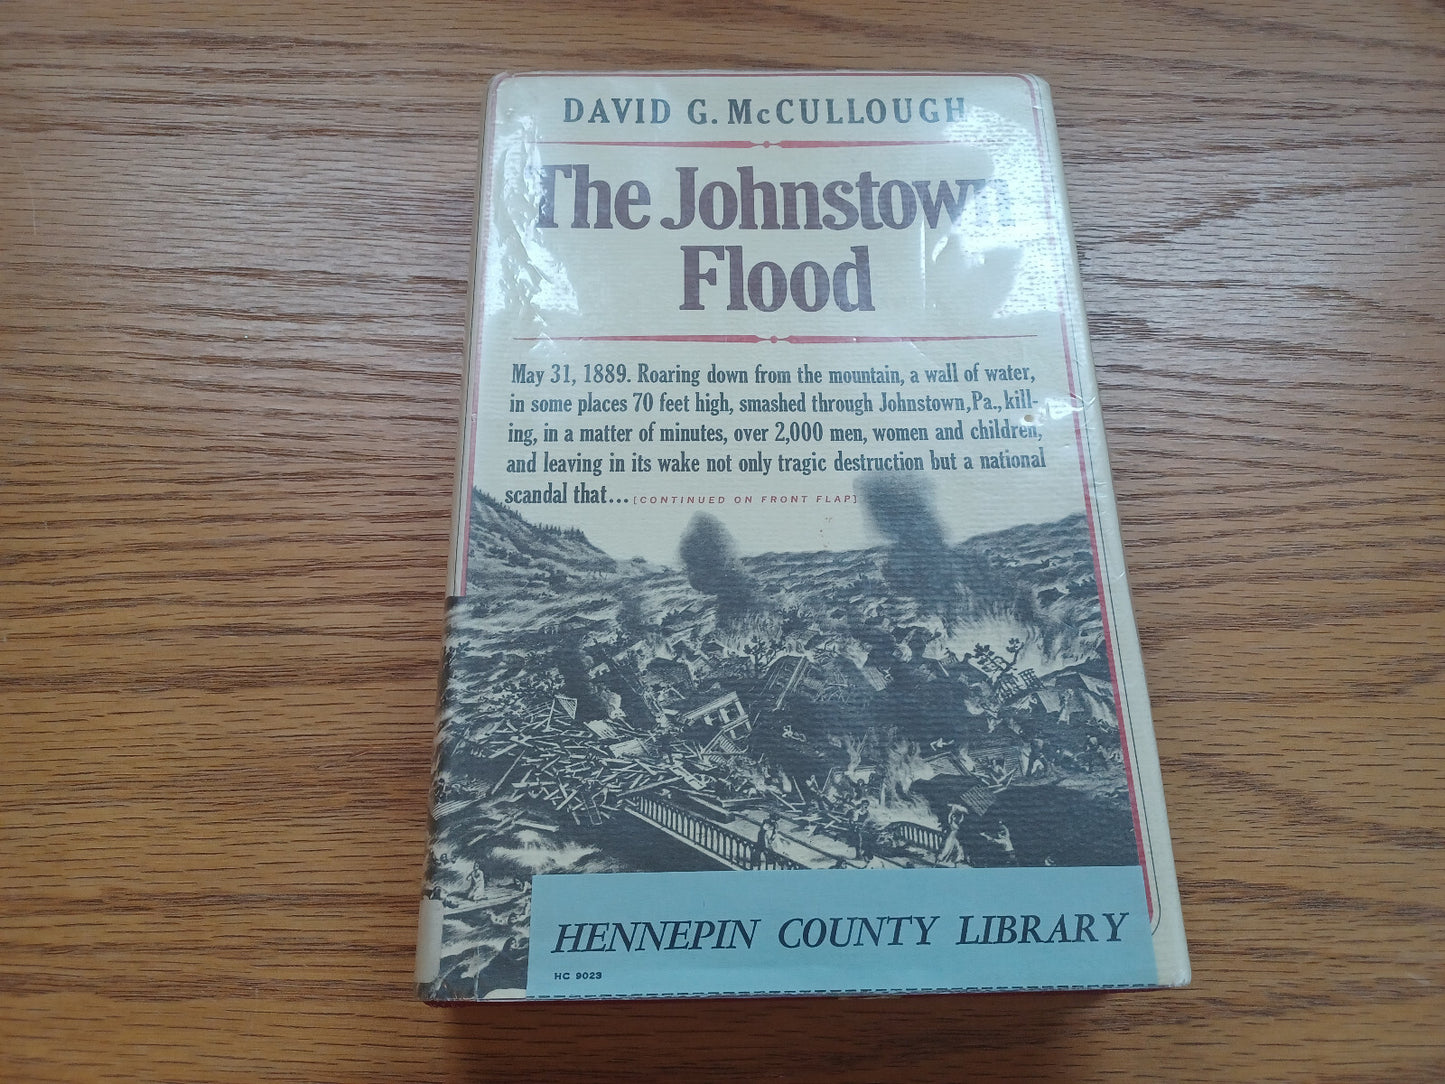 DAVID G. McCULLOUGH
The Johnstown
Flood
May 31, 1889. Roaring down from the mountain, a wall of water,
in some places 70 feet high, smashed through Johnstown, Pa., kill-
ing, in a matter of minutes, over 2,000 men, women and children,
and leaving in its wake not only tragic destruction but a national
scandal that... [CONTINUED ON FRONT FLAP]
HENNEPIN COUNTY LIBRARY
HC 9023